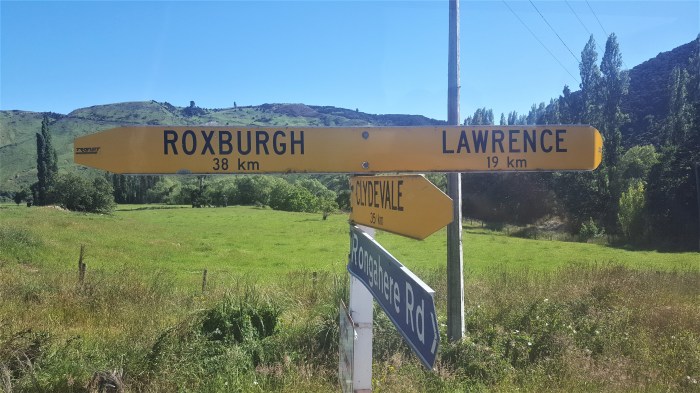 ROXBURGH
38 km
LAWRENCE
19 km
CLYDEVALE
35 km
Rongahere Rd